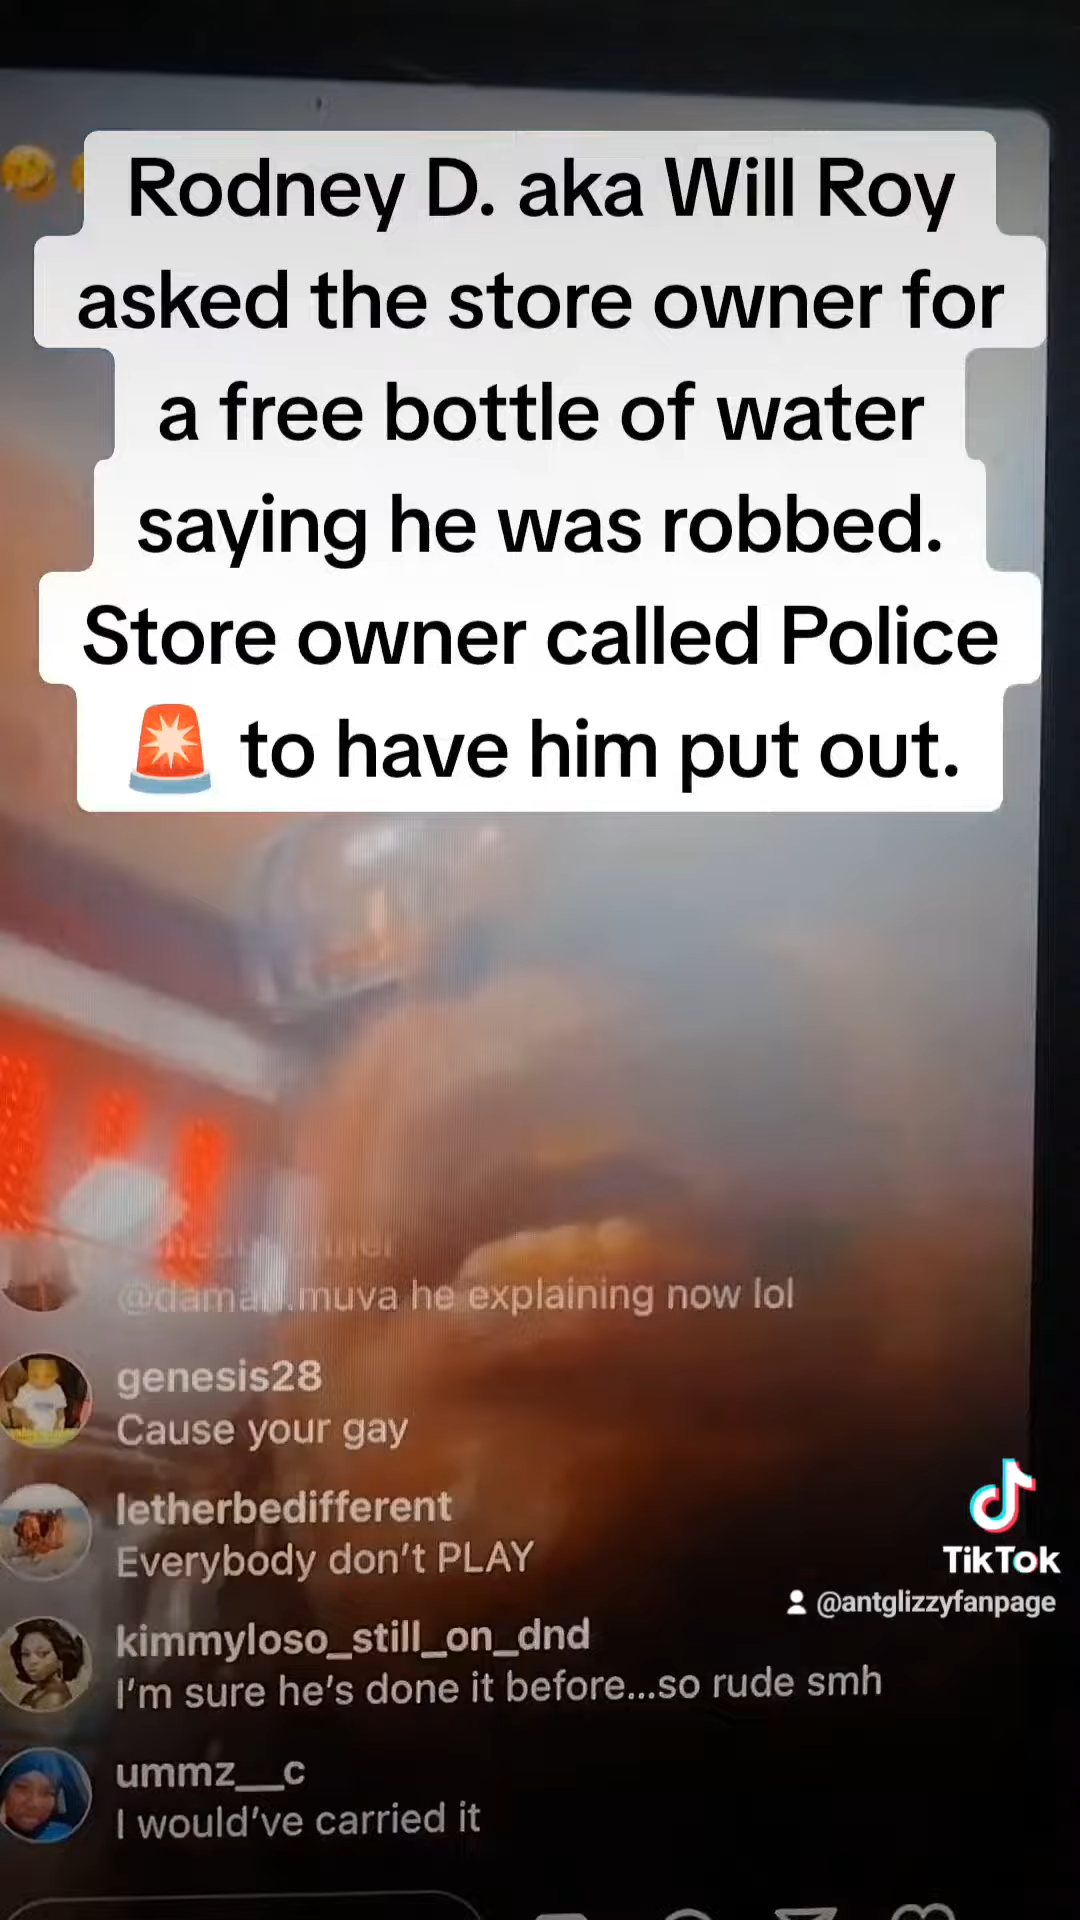 Rodney D. aka Will Roy
asked the store owner for
a free bottle of water
saying he was robbed.
Store owner called Police
🚨 to have him put out.
he explaining now lol
genesis28
Cause your gay
letherbedifferent
Everybody don't PLAY
kimmyloso_still_on_dnd
I'm sure he's done it before...so rude smh
ummz__c
I would've carried it
TikTok
@antglizzyfanpage